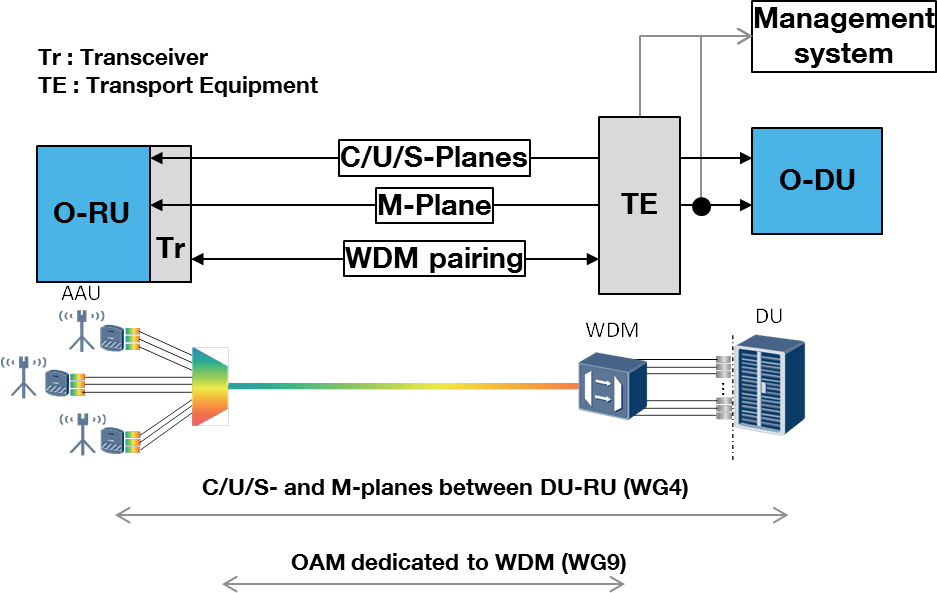 Management
system
Tr : Transceiver
TE : Transport Equipment
C/U/S-Planes
O-DU
O-RU
M-Plane
TE
Tr
WDM pairing
AAU
WDM
DU
C/U/S- and M-planes between DU-RU (WG4)
OAM dedicated to WDM (WG9)